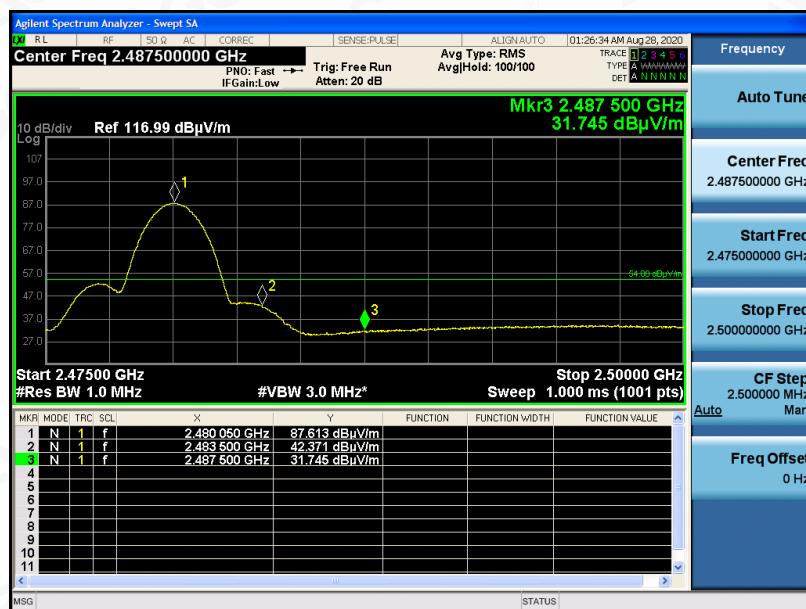 Agilent Spectrum Analyzer - Swept SA
LXI RL RF 50 Ω AC CORREC SENSE:PULSE ALIGN AUTO 01:26:34 AM Aug 28, 2020
Center Freq 2.487500000 GHz
PNO: Fast
IFGain:Low
Trig: Free Run
Atten: 20 dB
Avg Type: RMS
Avg|Hold: 100/100
TRACE 1 2 3 4 5 6
TYPE A WWWWW
DET A N N N N N
Mkr3 2.487 500 GHz
31.745 dBµV/m
10 dB/div Ref 116.99 dBµV/m
Log
107
97.0
87.0
77.0
67.0
57.0
47.0
37.0
27.0
1
2
3
54.00 dBµV/m
Start 2.47500 GHz Stop 2.50000 GHz
#Res BW 1.0 MHz #VBW 3.0 MHz* Sweep 1.000 ms (1001 pts)
MKR MODE TRC SCL X Y FUNCTION FUNCTION WIDTH FUNCTION VALUE
1 N 1 f 2.480 050 GHz 87.613 dBµV/m
2 N 1 f 2.483 500 GHz 42.371 dBµV/m
3 N 1 f 2.487 500 GHz 31.745 dBµV/m
4
5
6
7
8
9
10
11
MSG STATUS
Frequency
Auto Tune
Center Freq
2.487500000 GHz
Start Freq
2.475000000 GHz
Stop Freq
2.500000000 GHz
CF Step
2.500000 MHz
Auto Man
Freq Offset
0 Hz